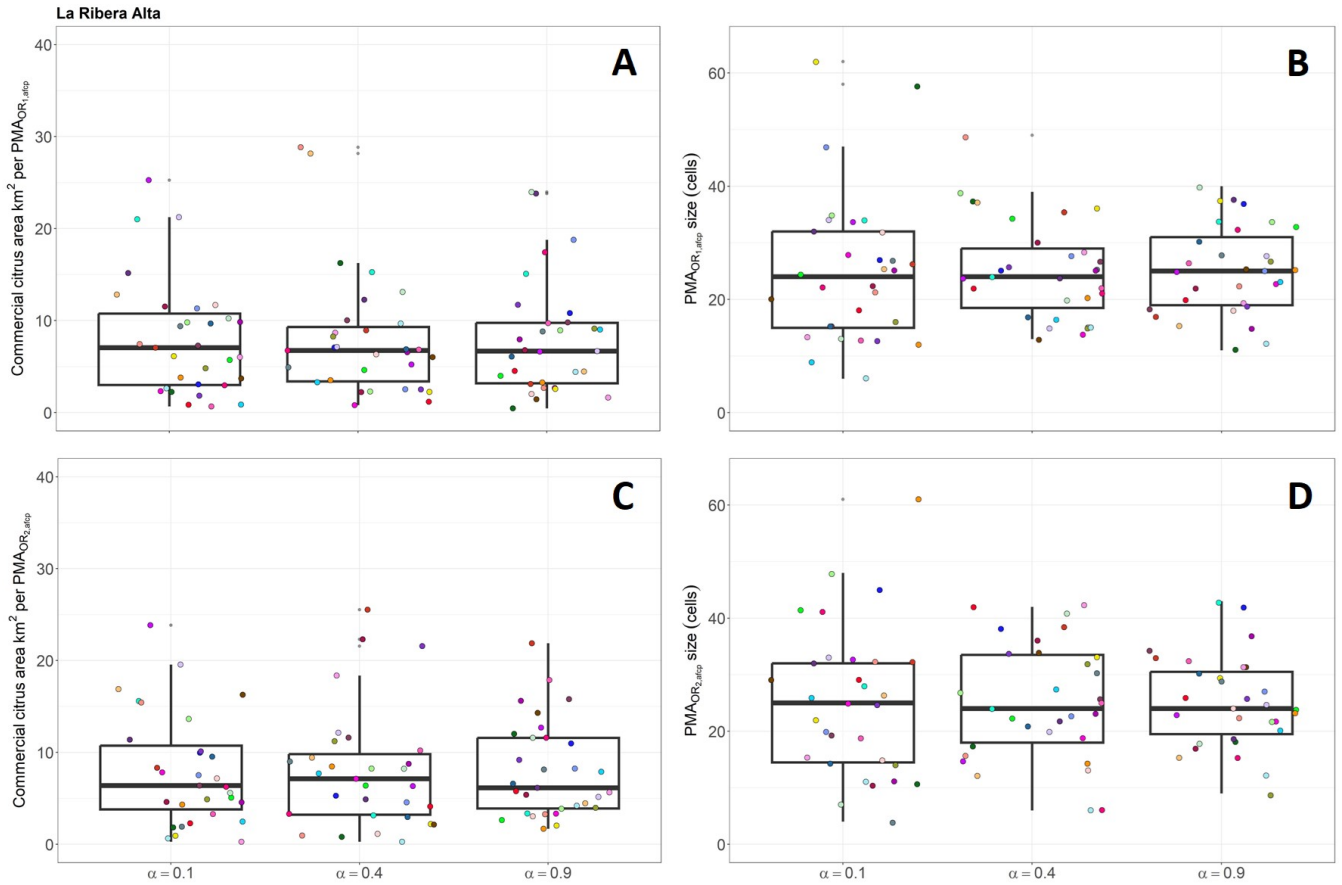 La Ribera Alta
A
Commercial citrus area km² per PMA_OR₁,afcp
40
30
20
10
0
B
PMA_OR₁,afcp size (cells)
60
40
20
0
C
Commercial citrus area km² per PMA_OR₂,afcp
40
30
20
10
0
α = 0.1
α = 0.4
α = 0.9
D
PMA_OR₂,afcp size (cells)
60
40
20
0
α = 0.1
α = 0.4
α = 0.9